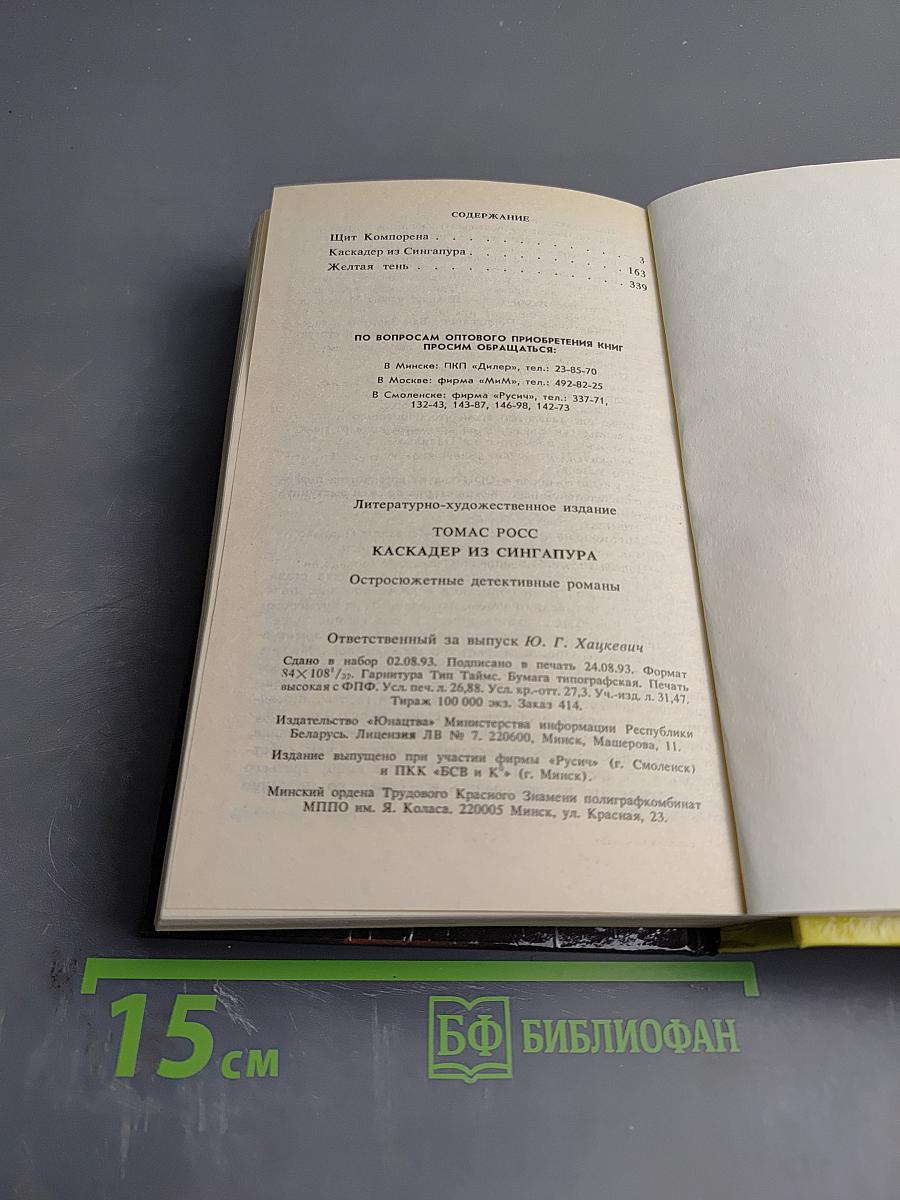 СОДЕРЖАНИЕ
Щит Компорена . . . . . . . . . . . 3
Каскадер из Сингапура . . . . . . . . . 163
Желтая тень . . . . . . . . . . . . 339
ПО ВОПРОСАМ ОПТОВОГО ПРИОБРЕТЕНИЯ КНИГ
ПРОСИМ ОБРАЩАТЬСЯ:
В Минске: ПКП «Дилер», тел.: 23-85-70
В Москве: фирма «МиМ», тел.: 492-82-25
В Смоленске: фирма «Русич», тел.: 337-71,
132-43, 143-87, 146-98, 142-73
Литературно-художественное издание
ТОМАС РОСС
КАСКАДЕР ИЗ СИНГАПУРА
Остросюжетные детективные романы
Ответственный за выпуск Ю. Г. Хацкевич
Сдано в набор 02.08.93. Подписано в печать 24.08.93. Формат
84×108¹/₃₂. Гарнитура Тип Таймс. Бумага типографская. Печать
высокая с ФПФ. Усл. печ. л. 26,88. Усл. кр.-отт. 27,3. Уч.-изд. л. 31,47.
Тираж 100 000 экз. Заказ 414.
Издательство «Юнацтва» Министерства информации Республики
Беларусь. Лицензия ЛВ № 7. 220600, Минск, Машерова, 11.
Издание выпущено при участии фирмы «Русич» (г. Смоленск)
и ПКК «БСВ и К°» (г. Минск).
Минский ордена Трудового Красного Знамени полиграфкомбинат
МППО им. Я. Коласа. 220005 Минск, ул. Красная, 23.
15 см
БФ БИБЛИОФАН